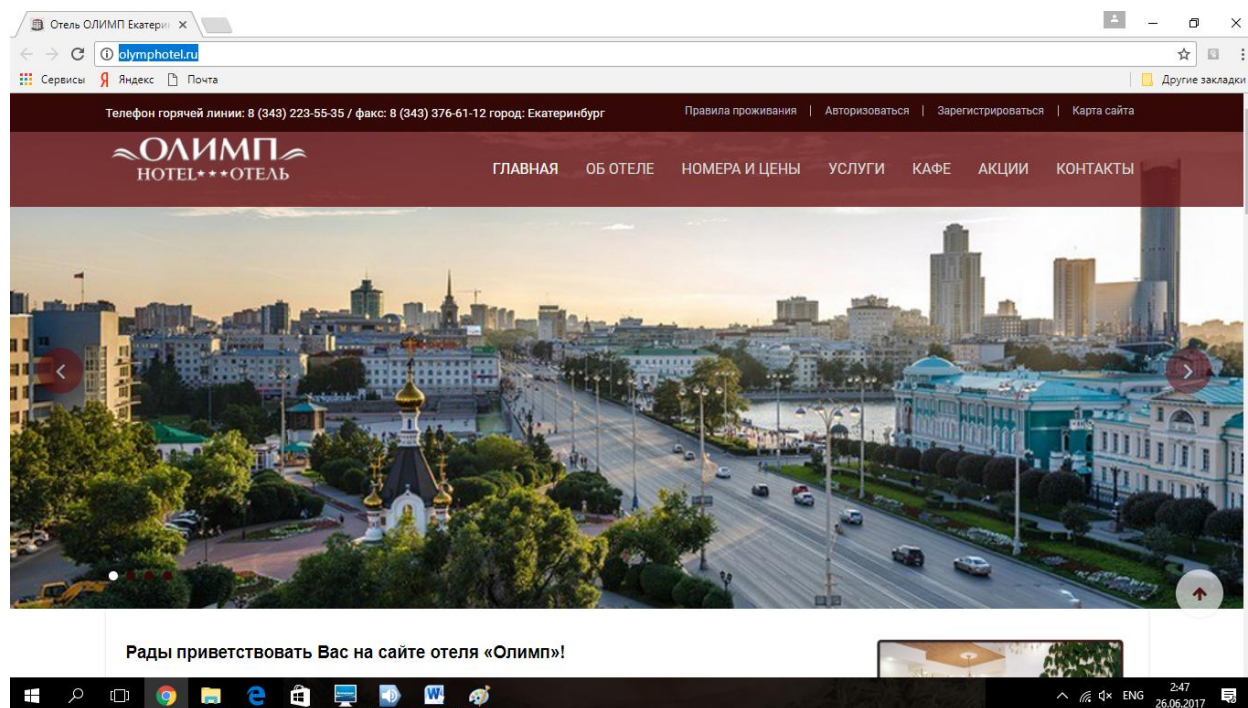 Отель ОЛИМП Екатери
olymphotel.ru
Сервисы Яндекс Почта Другие закладки
Телефон горячей линии: 8 (343) 223-55-35 / факс: 8 (343) 376-61-12 город: Екатеринбург
Правила проживания | Авторизоваться | Зарегистрироваться | Карта сайта
ОЛИМП
HOTEL★★★ОТЕЛЬ
ГЛАВНАЯ ОБ ОТЕЛЕ НОМЕРА И ЦЕНЫ УСЛУГИ КАФЕ АКЦИИ КОНТАКТЫ
Рады приветствовать Вас на сайте отеля «Олимп»!
ENG
2:47
26.06.2017